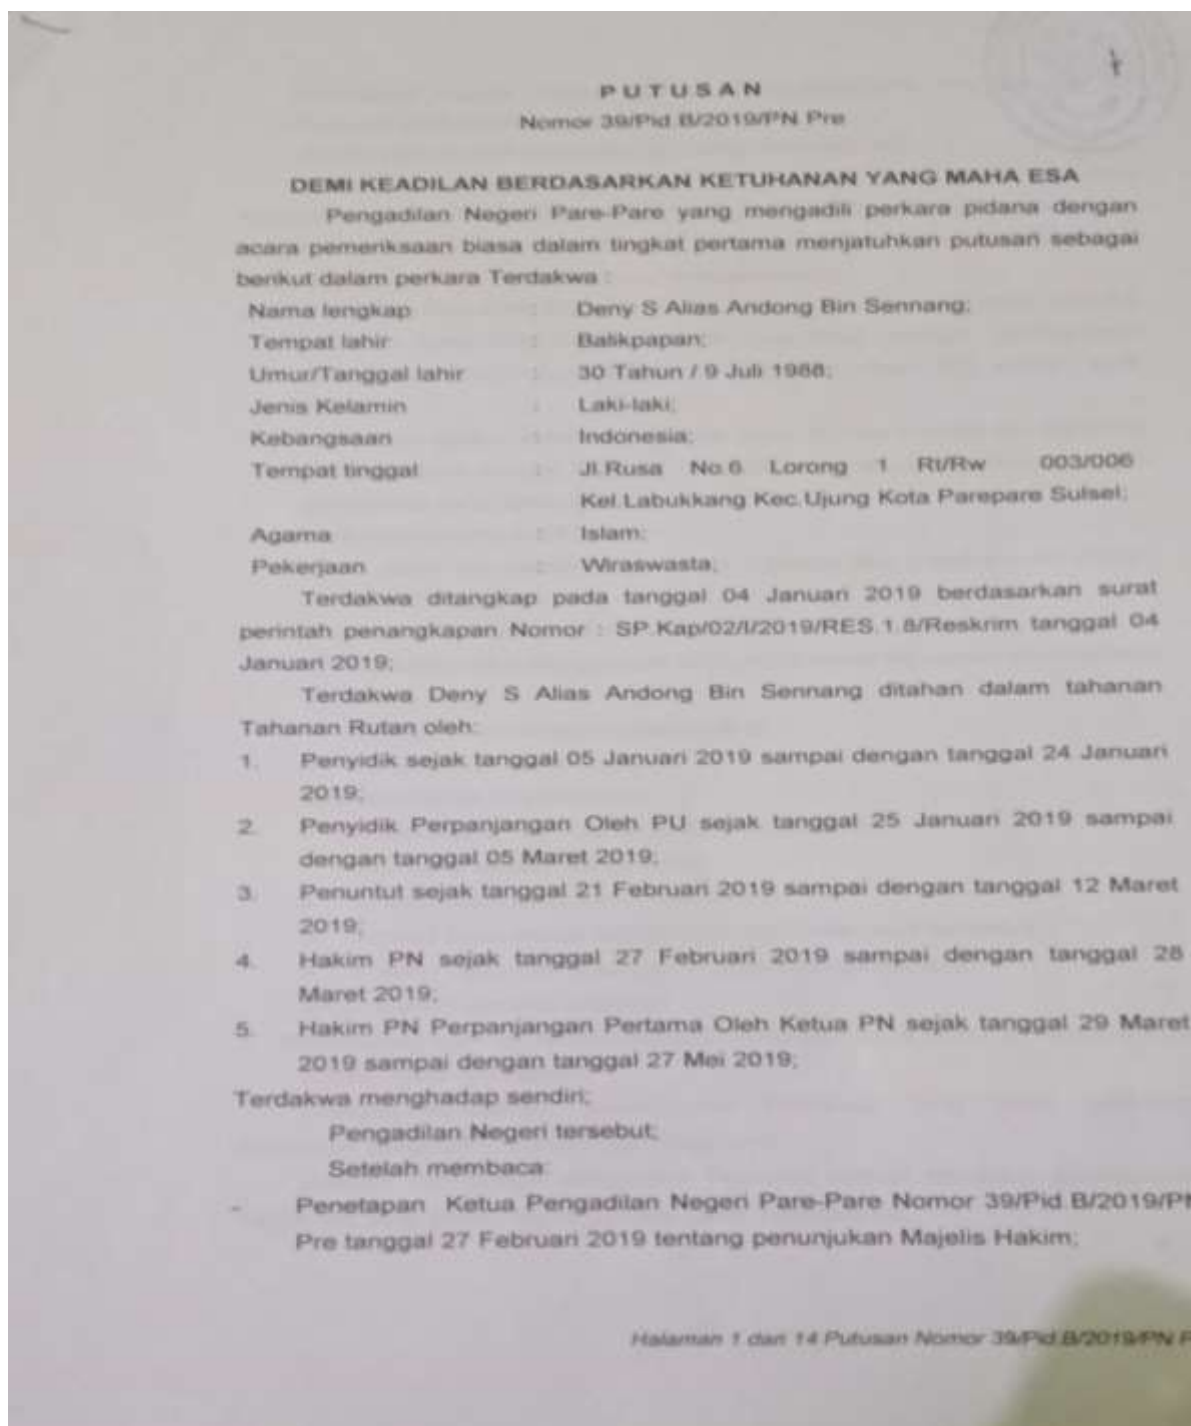 P U T U S A N
Nomor 39/Pid.B/2019/PN Pre
DEMI KEADILAN BERDASARKAN KETUHANAN YANG MAHA ESA
Pengadilan Negeri Pare-Pare yang mengadili perkara pidana dengan
acara pemeriksaan biasa dalam tingkat pertama menjatuhkan putusan sebagai
berikut dalam perkara Terdakwa :
Nama lengkap : Deny S Alias Andong Bin Sennang;
Tempat lahir : Balikpapan;
Umur/Tanggal lahir : 30 Tahun / 9 Juli 1988;
Jenis Kelamin : Laki-laki;
Kebangsaan : Indonesia;
Tempat tinggal : Jl.Rusa No.6 Lorong 1 Rt/Rw 003/006
Kel.Labukkang Kec.Ujung Kota Parepare Sulsel;
Agama : Islam;
Pekerjaan : Wiraswasta;
Terdakwa ditangkap pada tanggal 04 Januari 2019 berdasarkan surat
perintah penangkapan Nomor : SP.Kap/02/I/2019/RES.1.8/Reskrim tanggal 04
Januari 2019;
Terdakwa Deny S Alias Andong Bin Sennang ditahan dalam tahanan
Tahanan Rutan oleh:
1. Penyidik sejak tanggal 05 Januari 2019 sampai dengan tanggal 24 Januari
2019;
2. Penyidik Perpanjangan Oleh PU sejak tanggal 25 Januari 2019 sampai
dengan tanggal 05 Maret 2019;
3. Penuntut sejak tanggal 21 Februari 2019 sampai dengan tanggal 12 Maret
2019;
4. Hakim PN sejak tanggal 27 Februari 2019 sampai dengan tanggal 28
Maret 2019;
5. Hakim PN Perpanjangan Pertama Oleh Ketua PN sejak tanggal 29 Maret
2019 sampai dengan tanggal 27 Mei 2019;
Terdakwa menghadap sendiri;
Pengadilan Negeri tersebut;
Setelah membaca:
- Penetapan Ketua Pengadilan Negeri Pare-Pare Nomor 39/Pid.B/2019/PN
Pre tanggal 27 Februari 2019 tentang penunjukan Majelis Hakim;
Halaman 1 dari 14 Putusan Nomor 39/Pid.B/2019/PN P